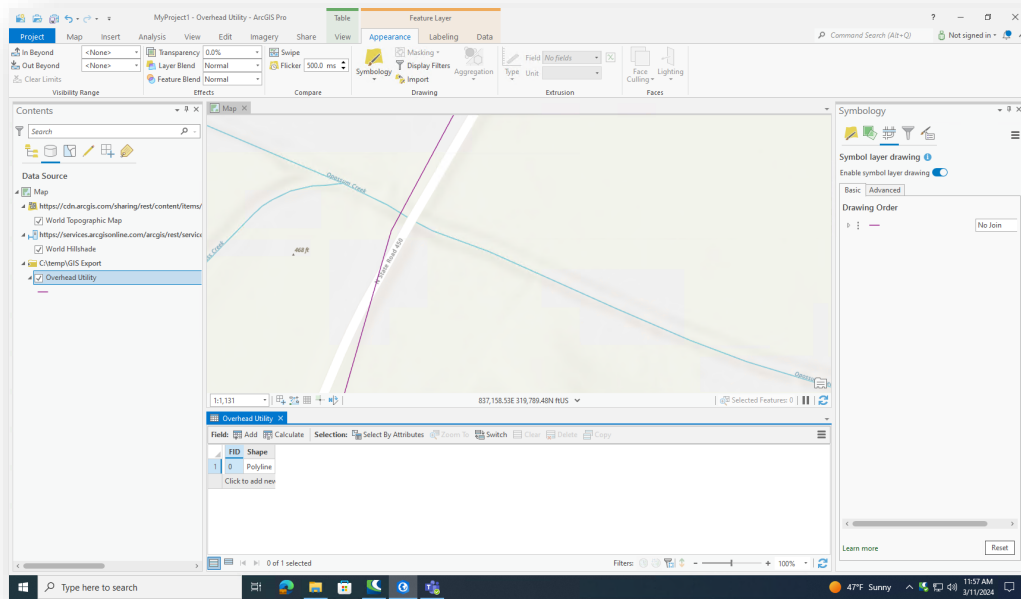 MyProject1 - Overhead Utility - ArcGIS Pro
Table
Feature Layer
?
Project Map Insert Analysis View Edit Imagery Share View Appearance Labeling Data
Command Search (Alt+Q)
Not signed in
In Beyond <None>
Out Beyond <None>
Clear Limits
Visibility Range
Transparency 0.0%
Layer Blend Normal
Feature Blend Normal
Effects
Swipe
Flicker 500.0 ms
Compare
Symbology
Masking
Display Filters
Import
Aggregation
Drawing
Type
Field No fields
Unit
Extrusion
Face Culling
Lighting
Faces
Contents
Search
Data Source
Map
https://cdn.arcgis.com/sharing/rest/content/items/
World Topographic Map
https://services.arcgisonline.com/arcgis/rest/service
World Hillshade
C:\temp\GIS Export
Overhead Utility
Map
Opossum Creek
N State Road 450
468 ft
1:1,131
837,158.53E 319,789.48N ftUS
Selected Features: 0
Overhead Utility
Field: Add Calculate Selection: Select By Attributes Zoom To Switch Clear Delete Copy
FID Shape
1 0 Polyline
Click to add new
0 of 1 selected
Filters:
- + 100%
Symbology
Symbol layer drawing
Enable symbol layer drawing
Basic Advanced
Drawing Order
No Join
Learn more
Reset
Type here to search
47°F Sunny
11:57 AM
3/11/2024